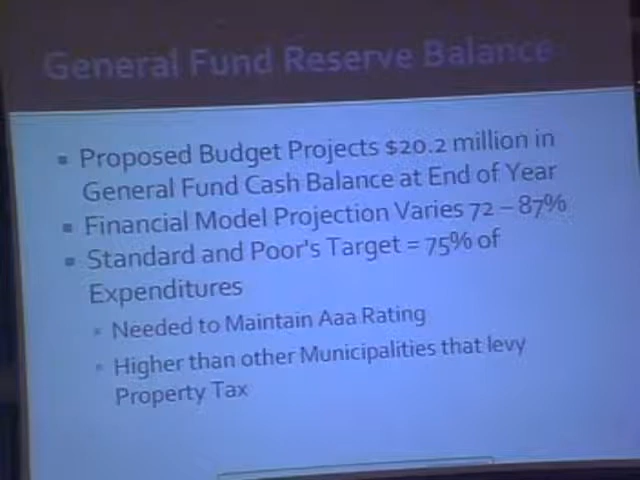 General Fund Reserve Balance
▪ Proposed Budget Projects $20.2 million in
General Fund Cash Balance at End of Year
▪ Financial Model Projection Varies 72 – 87%
▪ Standard and Poor's Target = 75% of
Expenditures
▪ Needed to Maintain Aaa Rating
▪ Higher than other Municipalities that levy
Property Tax